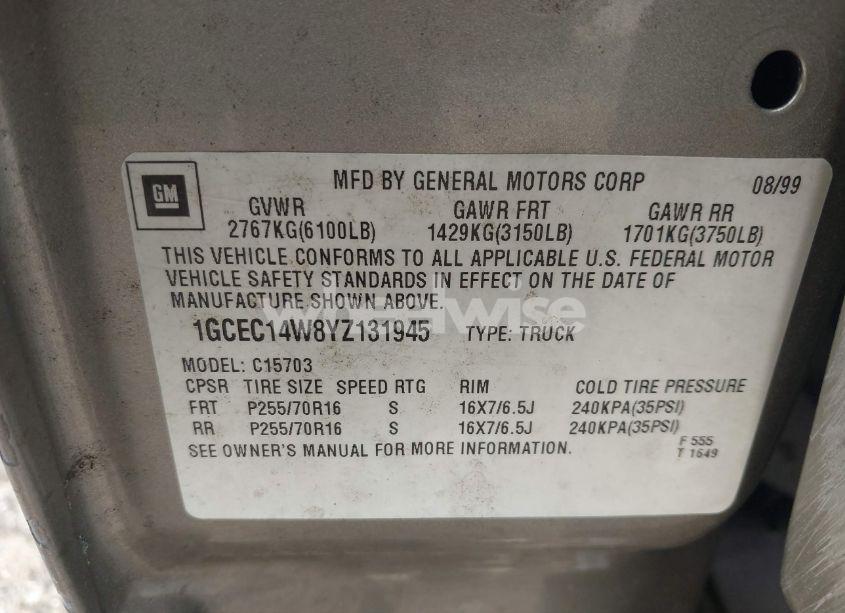 GM
MFD BY GENERAL MOTORS CORP 08/99
GVWR GAWR FRT GAWR RR
2767KG(6100LB) 1429KG(3150LB) 1701KG(3750LB)
THIS VEHICLE CONFORMS TO ALL APPLICABLE U.S. FEDERAL MOTOR
VEHICLE SAFETY STANDARDS IN EFFECT ON THE DATE OF
MANUFACTURE SHOWN ABOVE.
wheelwise
1GCEC14W8YZ131945 TYPE: TRUCK
MODEL: C15703
CPSR TIRE SIZE SPEED RTG RIM COLD TIRE PRESSURE
FRT P255/70R16 S 16X7/6.5J 240KPA(35PSI)
RR P255/70R16 S 16X7/6.5J 240KPA(35PSI)
SEE OWNER'S MANUAL FOR MORE INFORMATION.
F 555
T 1649